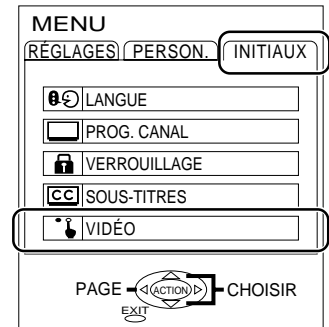 MENU
RÉGLAGES PERSON. INITIAUX
LANGUE
PROG. CANAL
VERROUILLAGE
CC SOUS-TITRES
VIDÉO
PAGE ACTION CHOISIR
EXIT